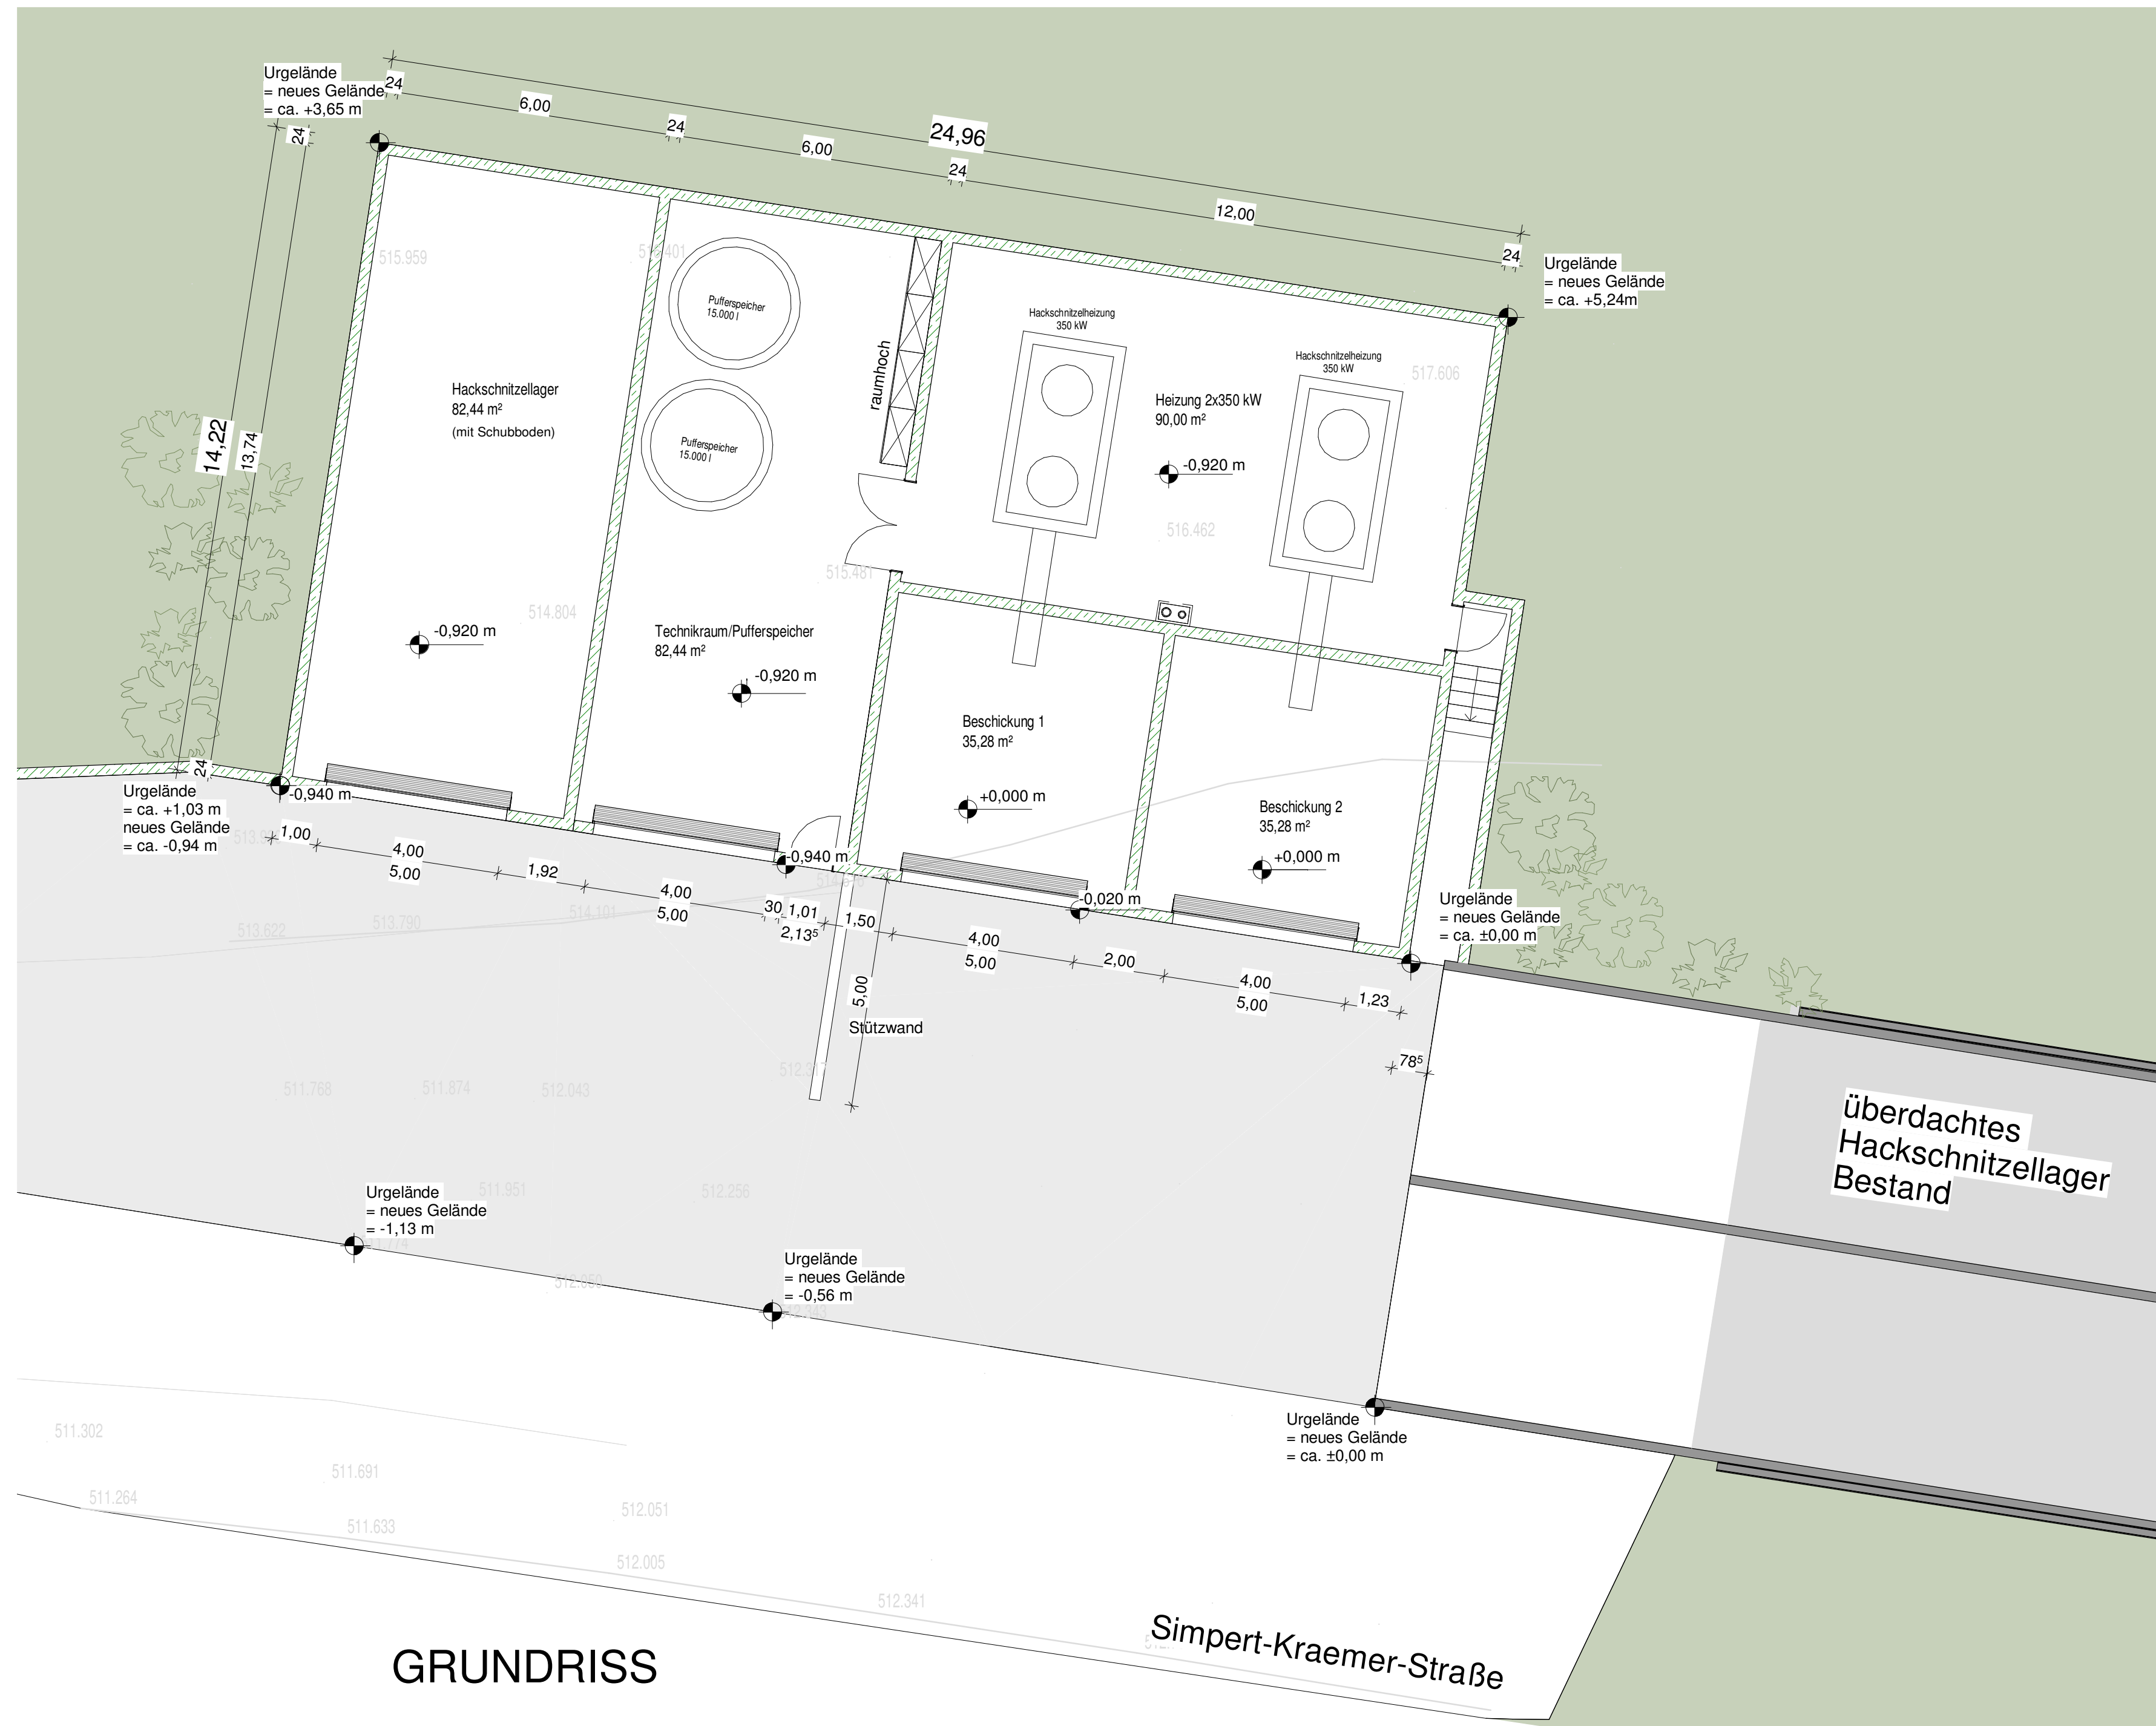 Urgelände
= neues Gelände
= ca. +3,65 m
24
24
6,00
24
6,00
24,96
24
12,00
24
Urgelände
= neues Gelände
= ca. +5,24m
14,22
13,74
24
515.959
Pufferspeicher
15.000 l
Pufferspeicher
15.000 l
raumhoch
Hackschnitzelheizung
350 kW
Hackschnitzelheizung
350 kW
517.606
Hackschnitzellager
82,44 m²
(mit Schubboden)
Heizung 2x350 kW
90,00 m²
-0,920 m
516.462
515.481
514.804
-0,920 m
Technikraum/Pufferspeicher
82,44 m²
-0,920 m
Beschickung 1
35,28 m²
+0,000 m
Beschickung 2
35,28 m²
+0,000 m
Urgelände
= ca. +1,03 m
neues Gelände
= ca. -0,94 m
-0,940 m
-0,940 m
-0,020 m
Urgelände
= neues Gelände
= ca. ±0,00 m
1,00
4,00
5,00
1,92
4,00
5,00
30
1,01
2,13⁵
1,50
4,00
5,00
2,00
4,00
5,00
1,23
78⁵
5,00
Stützwand
513.622
513.790
514.101
511.768
511.874
512.043
überdachtes
Hackschnitzellager
Bestand
511.951
512.256
Urgelände
= neues Gelände
= -1,13 m
Urgelände
= neues Gelände
= -0,56 m
Urgelände
= neues Gelände
= ca. ±0,00 m
511.302
511.691
511.264
511.633
512.051
512.005
512.341
Simpert-Kraemer-Straße
GRUNDRISS